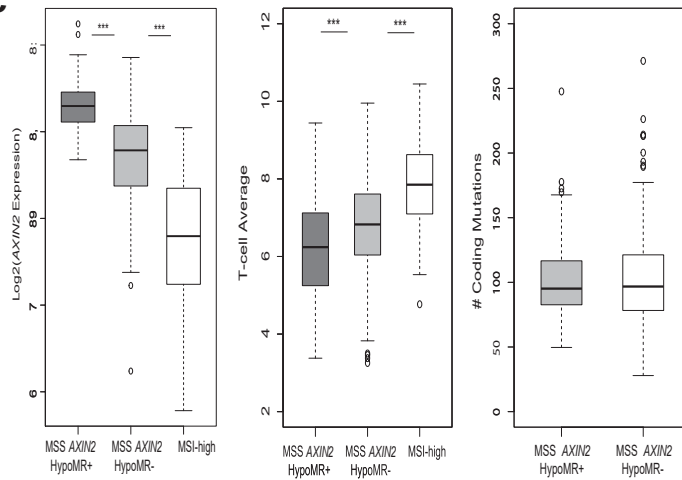 ***
***
8:
8,
89
7
6
Log2(AXIN2 Expression)
MSS AXIN2
HypoMR+
MSS AXIN2
HypoMR-
MSI-high
***
***
12
10
8
6
4
2
T-cell Average
MSS AXIN2
HypoMR+
MSS AXIN2
HypoMR-
MSI-high
300
250
200
150
100
50
0
# Coding Mutations
MSS AXIN2
HypoMR+
MSS AXIN2
HypoMR-